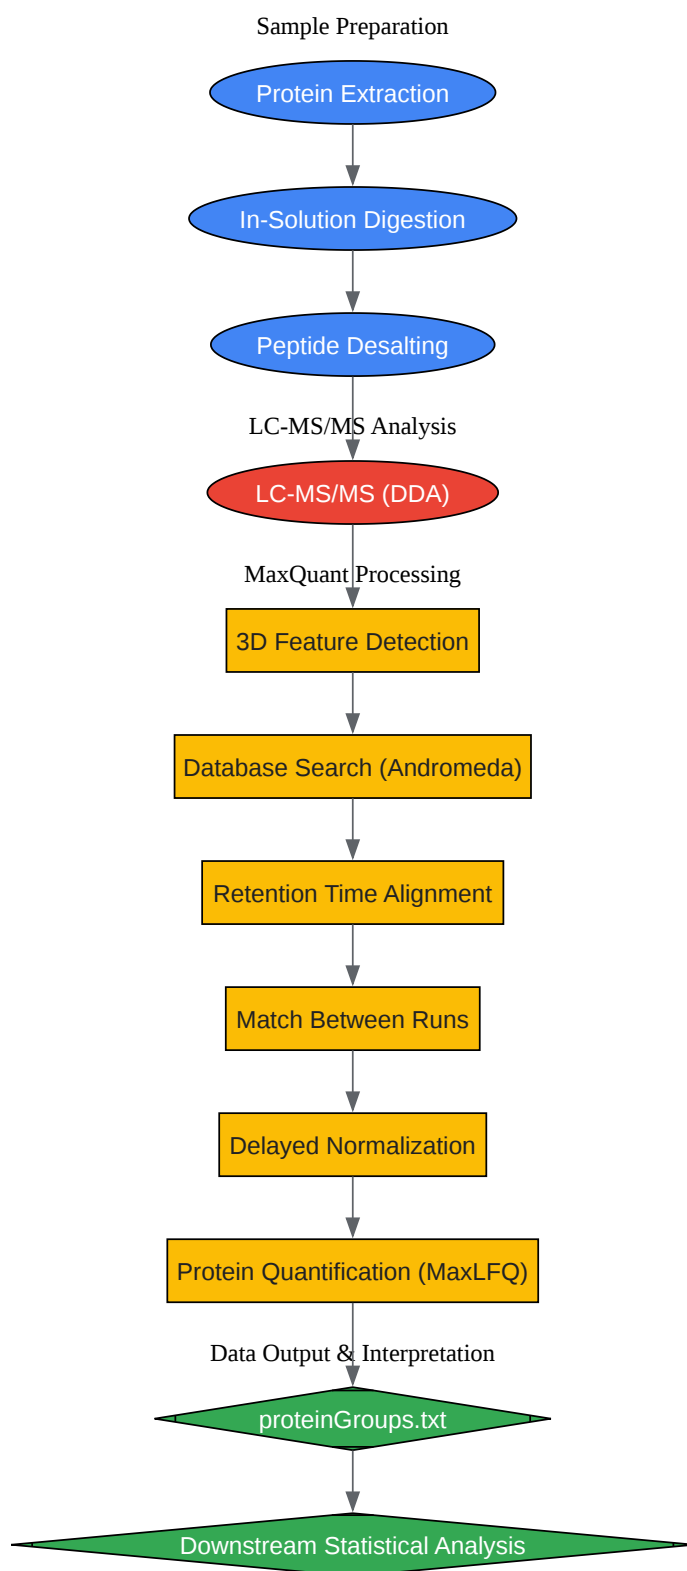 Sample Preparation
Protein Extraction
In-Solution Digestion
Peptide Desalting
LC-MS/MS Analysis
LC-MS/MS (DDA)
MaxQuant Processing
3D Feature Detection
Database Search (Andromeda)
Retention Time Alignment
Match Between Runs
Delayed Normalization
Protein Quantification (MaxLFQ)
Data Output & Interpretation
proteinGroups.txt
Downstream Statistical Analysis